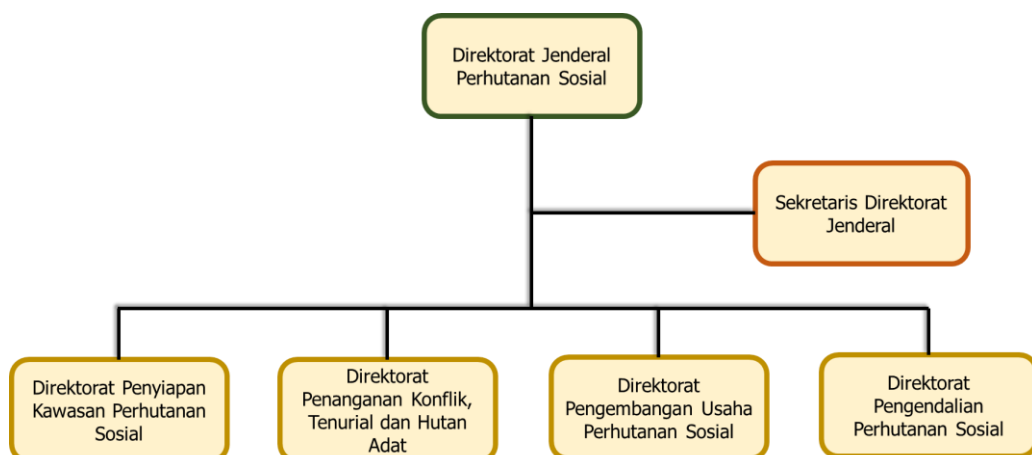 Direktorat Jenderal
Perhutanan Sosial
Sekretaris Direktorat
Jenderal
Direktorat Penyiapan
Kawasan Perhutanan
Sosial
Direktorat
Penanganan Konflik,
Tenurial dan Hutan
Adat
Direktorat
Pengembangan Usaha
Perhutanan Sosial
Direktorat
Pengendalian
Perhutanan Sosial